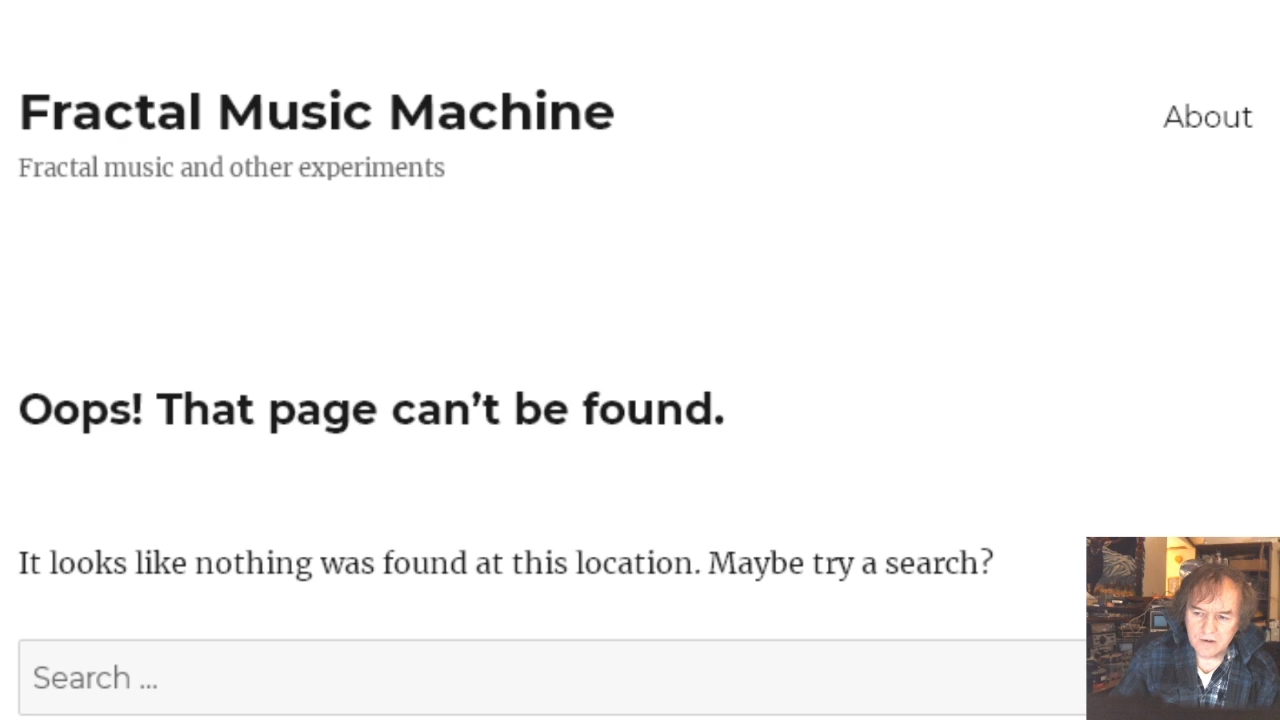 Fractal Music Machine
About
Fractal music and other experiments
Oops! That page can’t be found.
It looks like nothing was found at this location. Maybe try a search?
Search ...